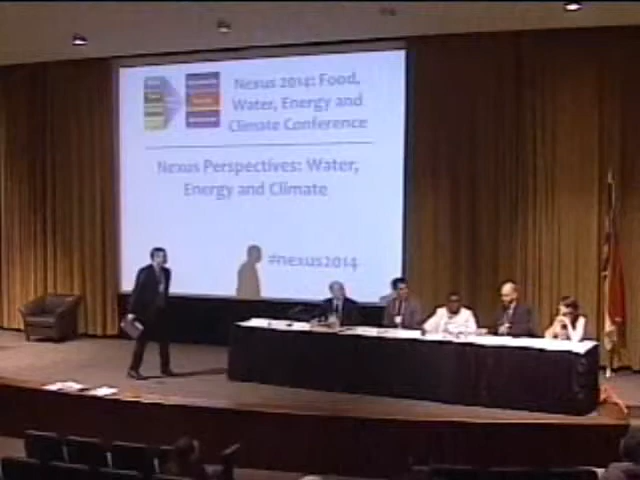 Nexus 2014: Food,
Water, Energy and
Climate Conference
Nexus Perspectives: Water,
Energy and Climate
#nexus2014